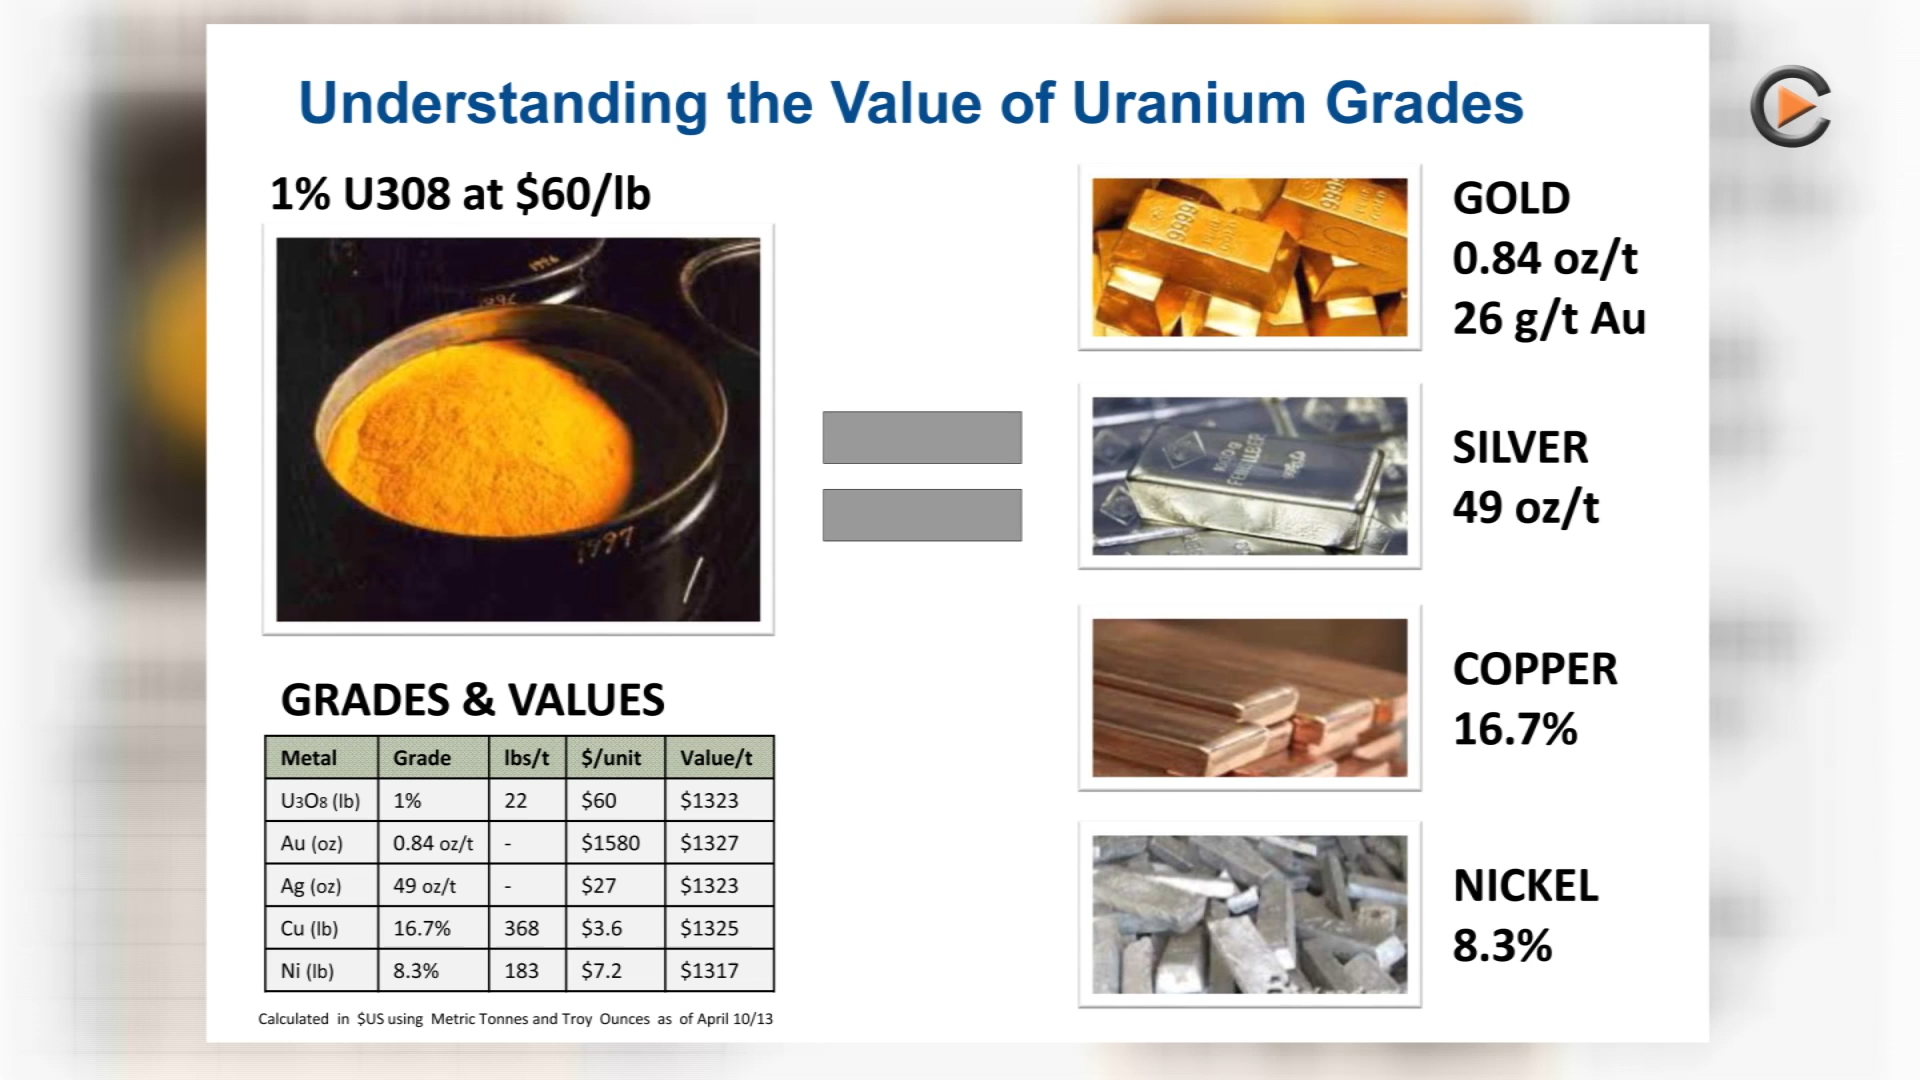 Understanding the Value of Uranium Grades
1% U308 at $60/lb
1996
1997
GRADES & VALUES
Metal Grade lbs/t $/unit Value/t
U3O8 (lb) 1% 22 $60 $1323
Au (oz) 0.84 oz/t - $1580 $1327
Ag (oz) 49 oz/t - $27 $1323
Cu (lb) 16.7% 368 $3.6 $1325
Ni (lb) 8.3% 183 $7.2 $1317
Calculated in $US using Metric Tonnes and Troy Ounces as of April 10/13
GOLD
0.84 oz/t
26 g/t Au
SILVER
49 oz/t
COPPER
16.7%
NICKEL
8.3%